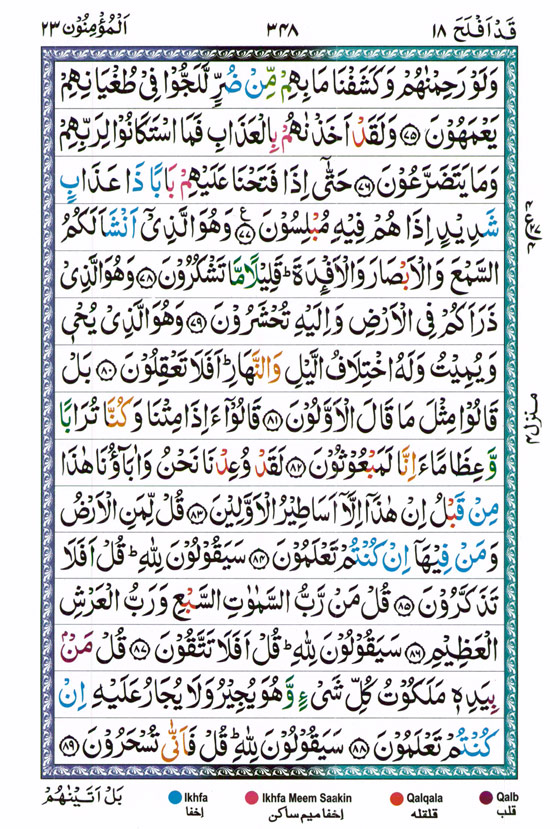 قَدۡ اَفۡلَحَ ١٨
٣٤٨
اَلۡمُؤۡمِنُوۡن ٢٣
وَلَوۡ رَحِمۡنٰهُمۡ وَكَشَفۡنَا مَا بِهِمۡ مِّنۡ ضُرٍّ لَّلَجُّوۡا فِىۡ طُغۡيَانِهِمۡ
يَعۡمَهُوۡنَ ﴿٧٥﴾ وَلَقَدۡ اَخَذۡنٰهُمۡ بِالۡعَذَابِ فَمَا اسۡتَكَانُوۡا لِرَبِّهِمۡ
وَمَا يَتَضَرَّعُوۡنَ ﴿٧٦﴾ حَتّٰٓى اِذَا فَتَحۡنَا عَلَيۡهِمۡ بَابًا ذَا عَذَابٍ
شَدِيۡدٍ اِذَا هُمۡ فِيۡهِ مُبۡلِسُوۡنَ ﴿٧٧﴾ وَهُوَ الَّذِىۡۤ اَنۡشَاَ لَكُمُ
السَّمۡعَ وَالۡاَبۡصَارَ وَالۡاَفۡـِٕدَةَ‌ ؕ قَلِيۡلًا مَّا تَشۡكُرُوۡنَ ﴿٧٨﴾ وَهُوَ الَّذِىۡ
ذَرَاَكُمۡ فِى الۡاَرۡضِ وَاِلَيۡهِ تُحۡشَرُوۡنَ ﴿٧٩﴾ وَهُوَ الَّذِىۡ يُحۡىٖ
وَيُمِيۡتُ وَلَهُ اخۡتِلَافُ الَّيۡلِ وَالنَّهَارِ‌ ؕ اَفَلَا تَعۡقِلُوۡنَ ﴿٨٠﴾ بَلۡ
قَالُوۡا مِثۡلَ مَا قَالَ الۡاَوَّلُوۡنَ ﴿٨١﴾ قَالُوۡۤا ءَاِذَا مِتۡنَا وَكُنَّا تُرَابًا
وَّعِظَامًا ءَاِنَّا لَمَبۡعُوۡثُوۡنَ ﴿٨٢﴾ لَقَدۡ وُعِدۡنَا نَحۡنُ وَاٰبَآؤُنَا هٰذَا
مِنۡ قَبۡلُ اِنۡ هٰذَاۤ اِلَّاۤ اَسَاطِيۡرُ الۡاَوَّلِيۡنَ ﴿٨٣﴾ قُلْ لِّمَنِ الۡاَرۡضُ
وَمَنۡ فِيۡهَاۤ اِنۡ كُنۡتُمۡ تَعۡلَمُوۡنَ ﴿٨٤﴾ سَيَقُوۡلُوۡنَ لِلّٰهِ‌ ؕ قُلۡ اَفَلَا
تَذَكَّرُوۡنَ ﴿٨٥﴾ قُلۡ مَنۡ رَّبُّ السَّمٰوٰتِ السَّبۡعِ وَرَبُّ الۡعَرۡشِ
الۡعَظِيۡمِ ﴿٨٦﴾ سَيَقُوۡلُوۡنَ لِلّٰهِ‌ ؕ قُلۡ اَفَلَا تَتَّقُوۡنَ ﴿٨٧﴾ قُلۡ مَنۡۢ
بِيَدِهٖ مَلَكُوۡتُ كُلِّ شَىۡءٍ وَّهُوَ يُجِيۡرُ وَلَا يُجَارُ عَلَيۡهِ اِنۡ
كُنۡتُمۡ تَعۡلَمُوۡنَ ﴿٨٨﴾ سَيَقُوۡلُوۡنَ لِلّٰهِ‌ ؕ قُلۡ فَاَنّٰى تُسۡحَرُوۡنَ ﴿٨٩﴾
منزل ٤
بَلۡ اَتَيۡنٰهُمۡ
Ikhfa
اِخفا
Ikhfa Meem Saakin
اِخفا میم ساکن
Qalqala
قلقله
Qalb
قلب